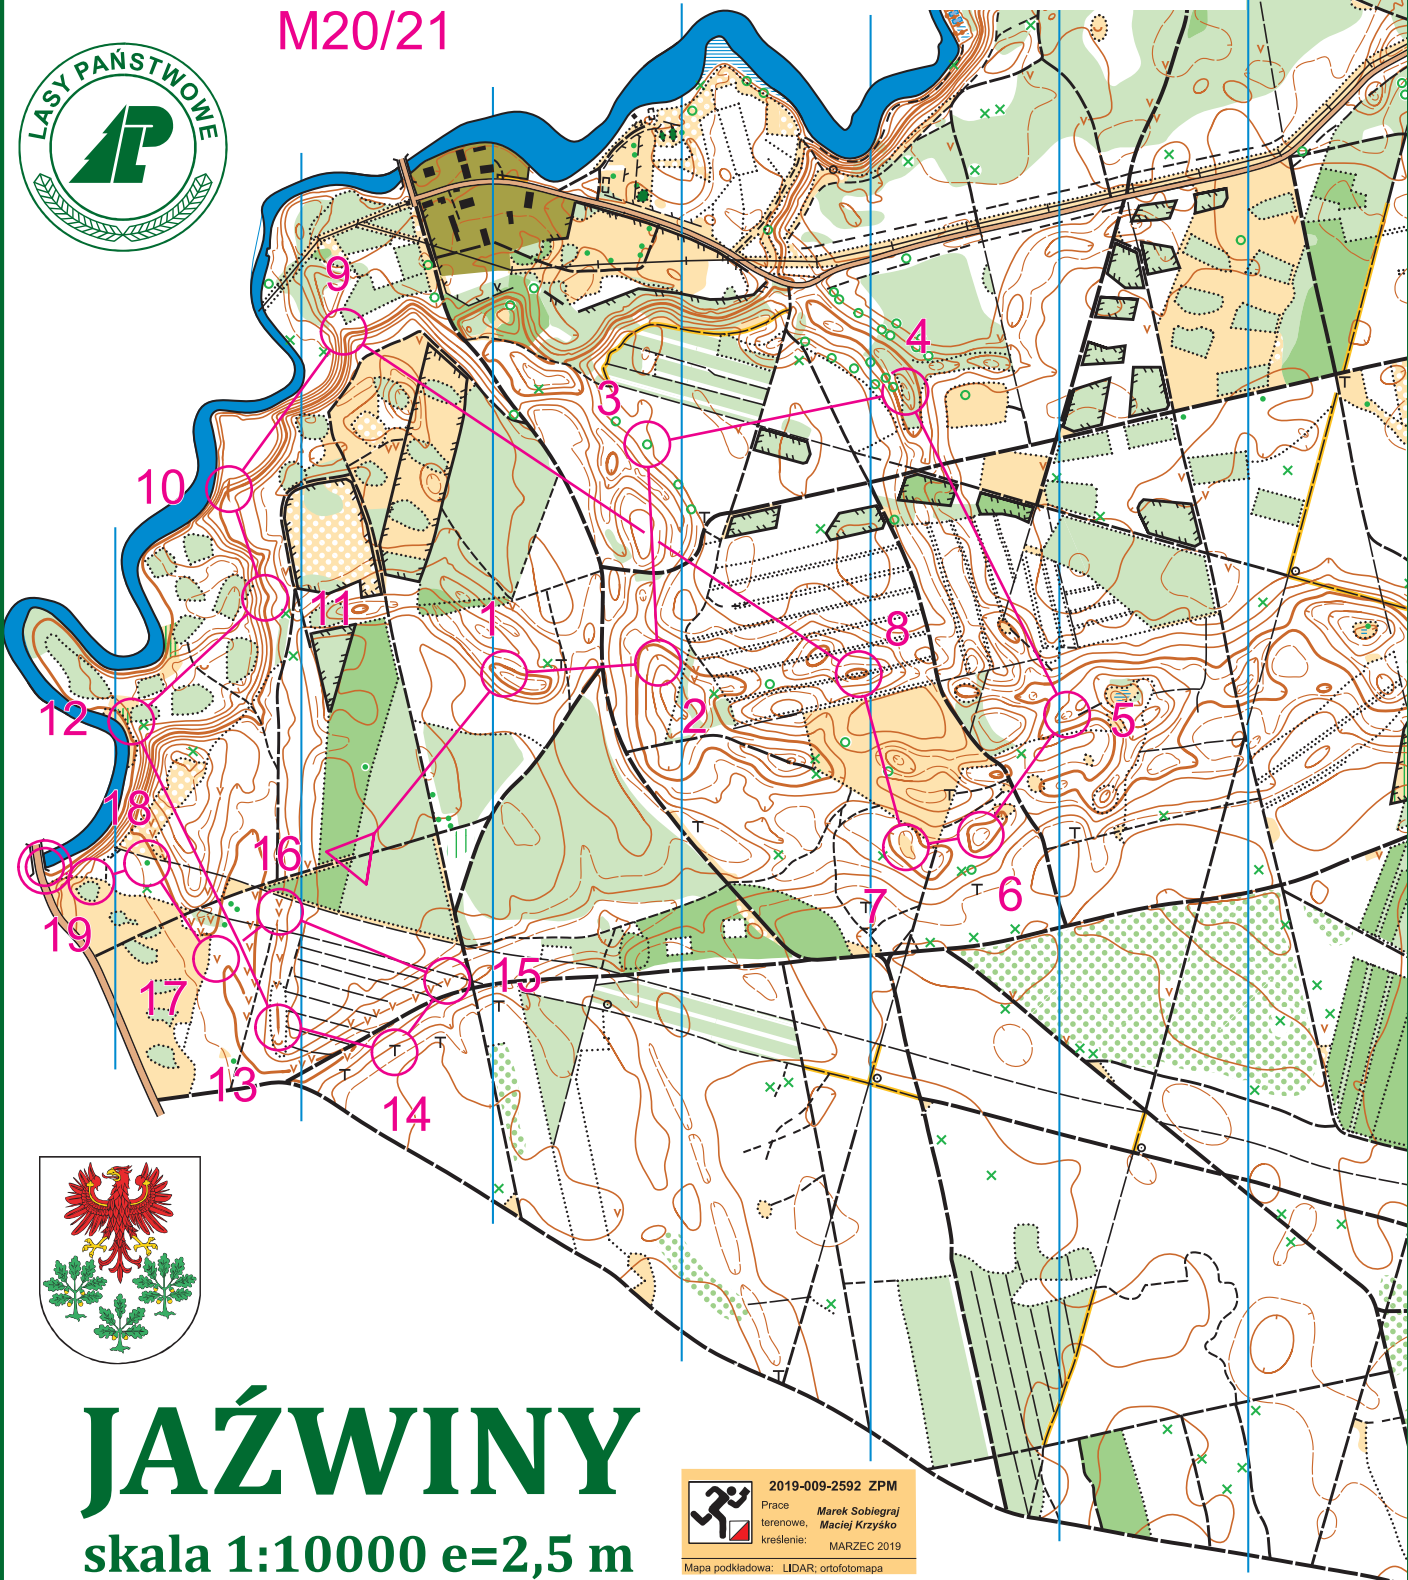 M20/21
LASY PAŃSTWOWE
9
4
3
10
11
1
8
12
2
5
18
16
7
6
19
17
15
13
14
JAŹWINY
skala 1:10000 e=2,5 m
2019-009-2592 ZPM
Prace
terenowe,
kreślenie:
Marek Sobiegraj
Maciej Krzyśko
MARZEC 2019
Mapa podkładowa: LIDAR; ortofotomapa